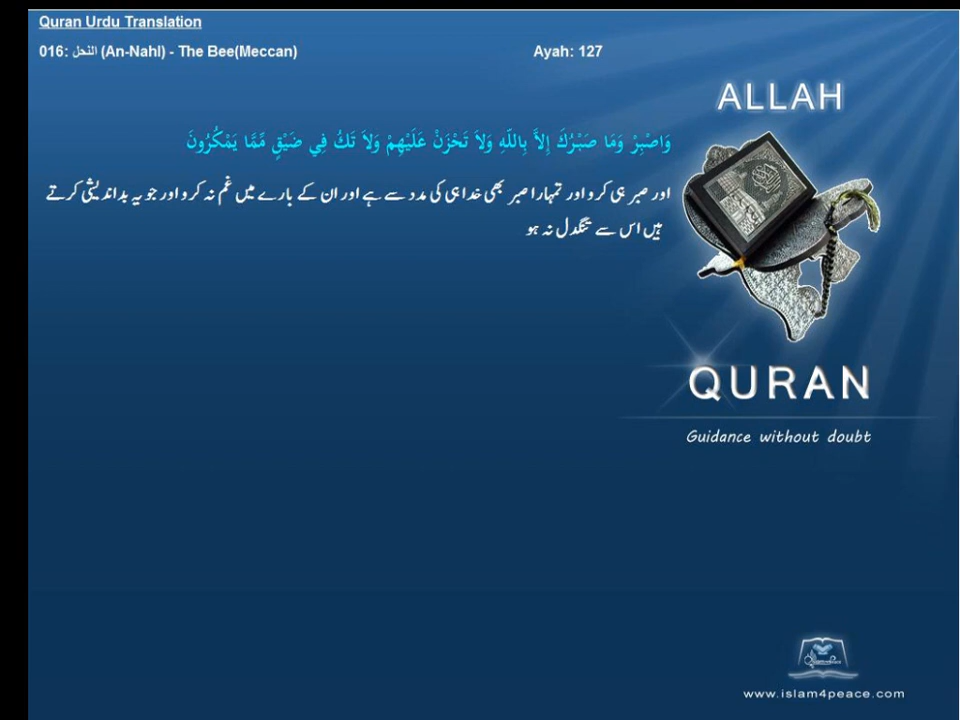 Quran Urdu Translation
016: النحل (An-Nahl) - The Bee(Meccan) Ayah: 127
ALLAH
وَاصْبِرْ وَمَا صَبْرُكَ إِلاَّ بِاللّهِ وَلاَ تَحْزَنْ عَلَيْهِمْ وَلاَ تَكُ فِي ضَيْقٍ مِّمَّا يَمْكُرُونَ
اور صبر ہی کرو اور تمہارا صبر بھی خدا ہی کی مدد سے ہے اور ان کے بارے میں غم نہ کرو اور جو یہ بداندیشی کرتے
ہیں اس سے تنگدل نہ ہو
QURAN
Guidance without doubt
www.islam4peace.com